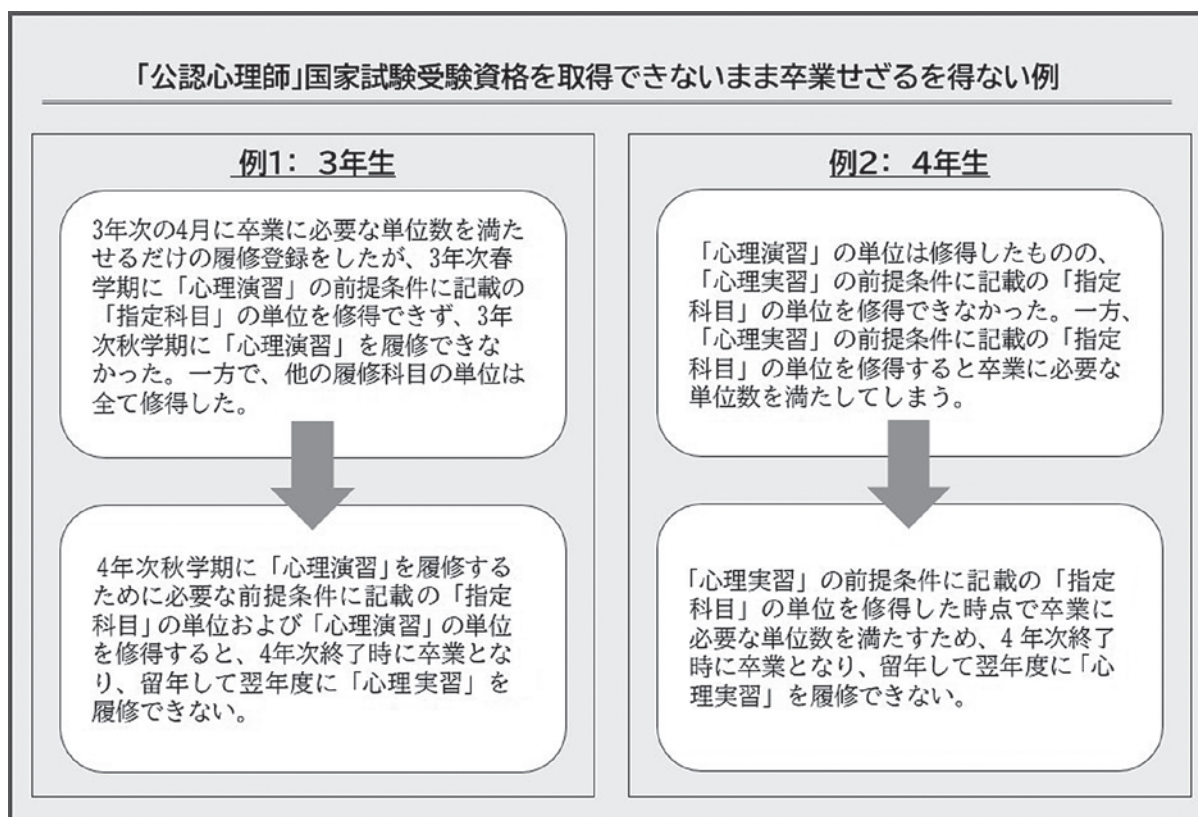 「公認心理師」国家試験受験資格を取得できないまま卒業せざるを得ない例
例1： 3年生
3年次の4月に卒業に必要な単位数を満た
せるだけの履修登録をしたが、3年次春
学期に「心理演習」の前提条件に記載の
「指定科目」の単位を修得できず、3年
次秋学期に「心理演習」を履修できな
かった。一方で、他の履修科目の単位は
全て修得した。
4年次秋学期に「心理演習」を履修する
ために必要な前提条件に記載の「指定
科目」の単位および「心理演習」の単位
を修得すると、4年次終了時に卒業とな
り、留年して翌年度に「心理実習」を
履修できない。
例2： 4年生
「心理演習」の単位は修得したものの、
「心理実習」の前提条件に記載の「指定
科目」の単位を修得できなかった。一方、
「心理実習」の前提条件に記載の「指定
科目」の単位を修得すると卒業に必要な
単位数を満たしてしまう。
「心理実習」の前提条件に記載の「指定
科目」の単位を修得した時点で卒業に
必要な単位数を満たすため、4 年次終了
時に卒業となり、留年して翌年度に「心
理実習」を履修できない。